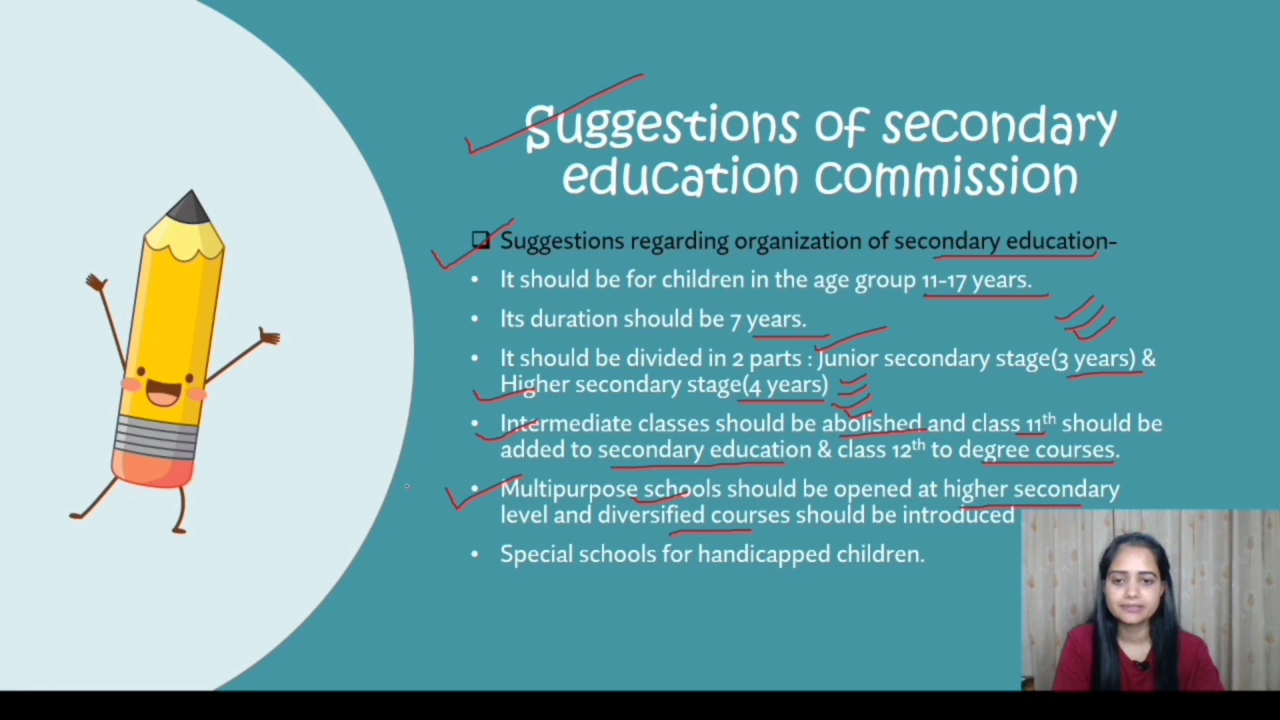 Suggestions of secondary
education commission
❑ Suggestions regarding organization of secondary education-
• It should be for children in the age group 11-17 years.
• Its duration should be 7 years.
• It should be divided in 2 parts : Junior secondary stage(3 years) &
Higher secondary stage(4 years)
• Intermediate classes should be abolished and class 11th should be
added to secondary education & class 12th to degree courses.
• Multipurpose schools should be opened at higher secondary
level and diversified courses should be introduced
• Special schools for handicapped children.